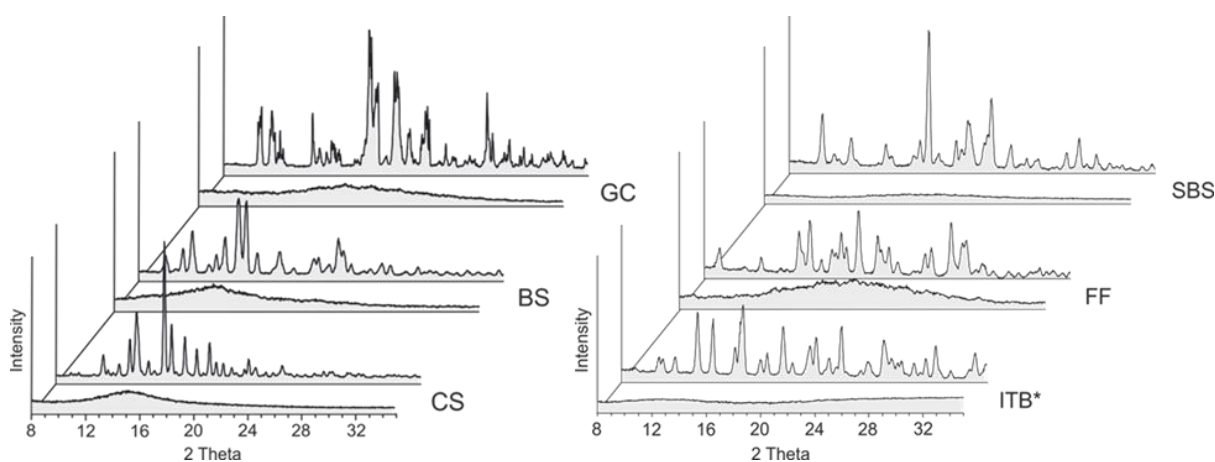 GC
BS
CS
Intensity
8 12 16 20 24 28 32
2 Theta
SBS
FF
ITB*
Intensity
8 12 16 20 24 28 32
2 Theta